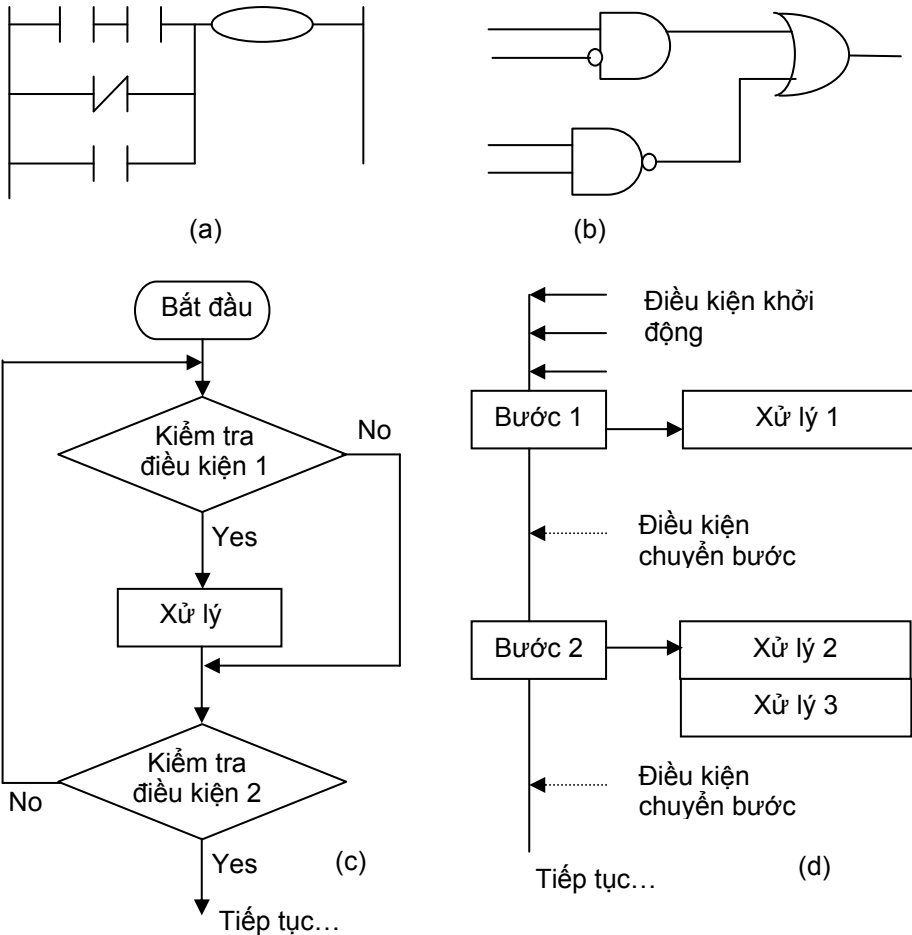 (a)
(b)
Bắt đầu
Kiểm tra
điều kiện 1
No
Yes
Xử lý
Kiểm tra
điều kiện 2
No
Yes
(c)
Tiếp tục…
Điều kiện khởi
động
Bước 1
Xử lý 1
Điều kiện
chuyển bước
Bước 2
Xử lý 2
Xử lý 3
Điều kiện
chuyển bước
(d)
Tiếp tục…